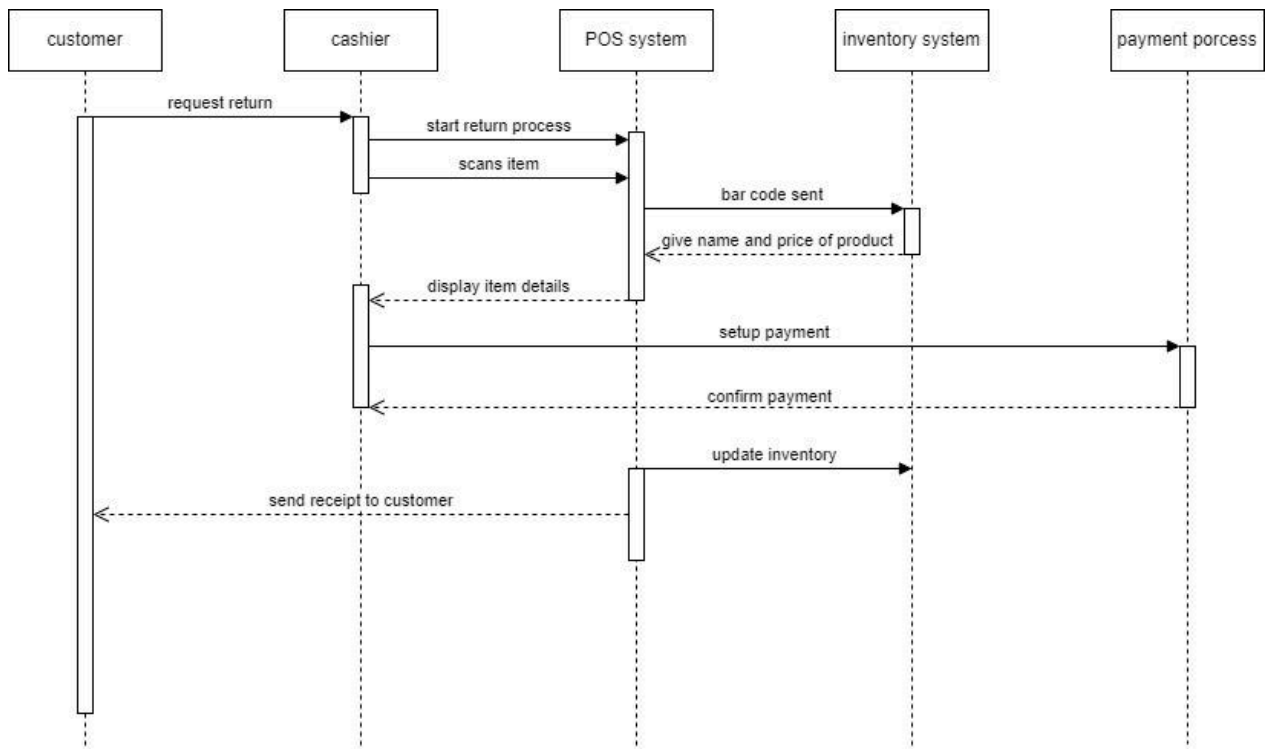 customer
cashier
POS system
inventory system
payment porcess
request return
start return process
scans item
bar code sent
give name and price of product
display item details
setup payment
confirm payment
update inventory
send receipt to customer